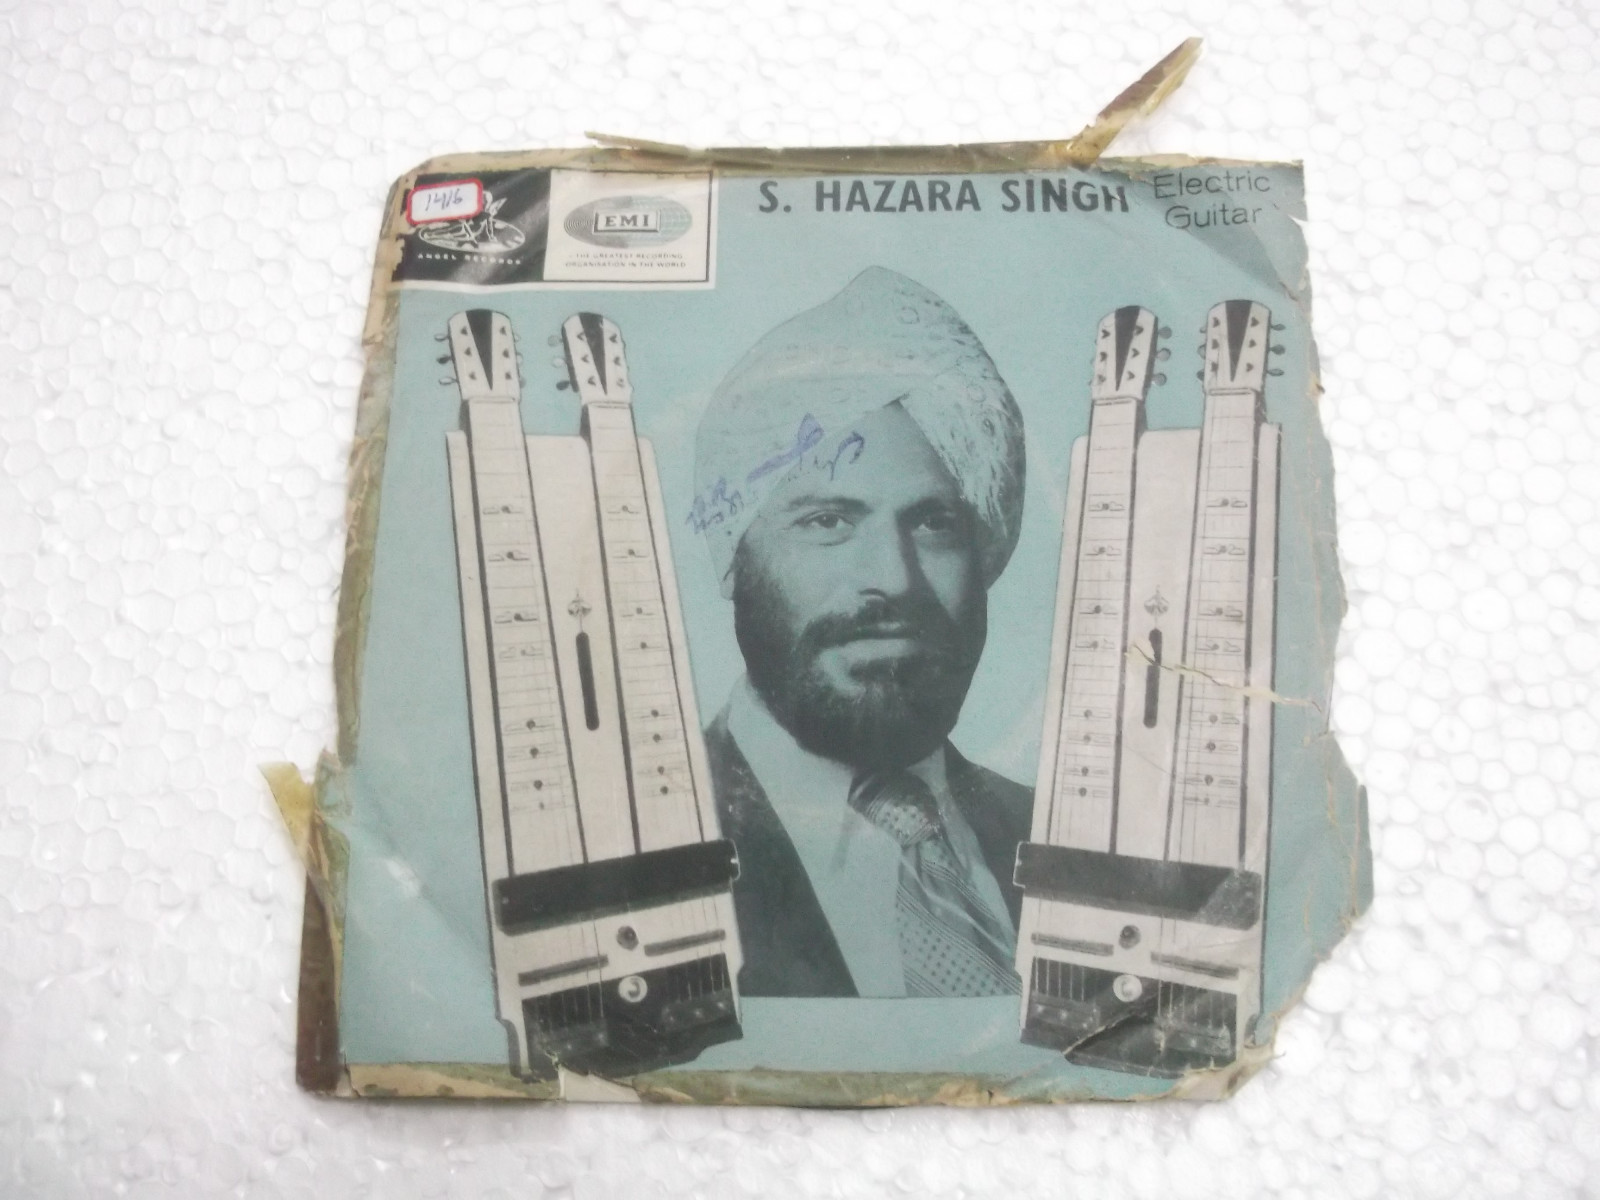 1416
ANGEL RECORDS
EMI
THE GREATEST RECORDING
ORGANISATION IN THE WORLD
S. HAZARA SINGH
Electric
Guitar